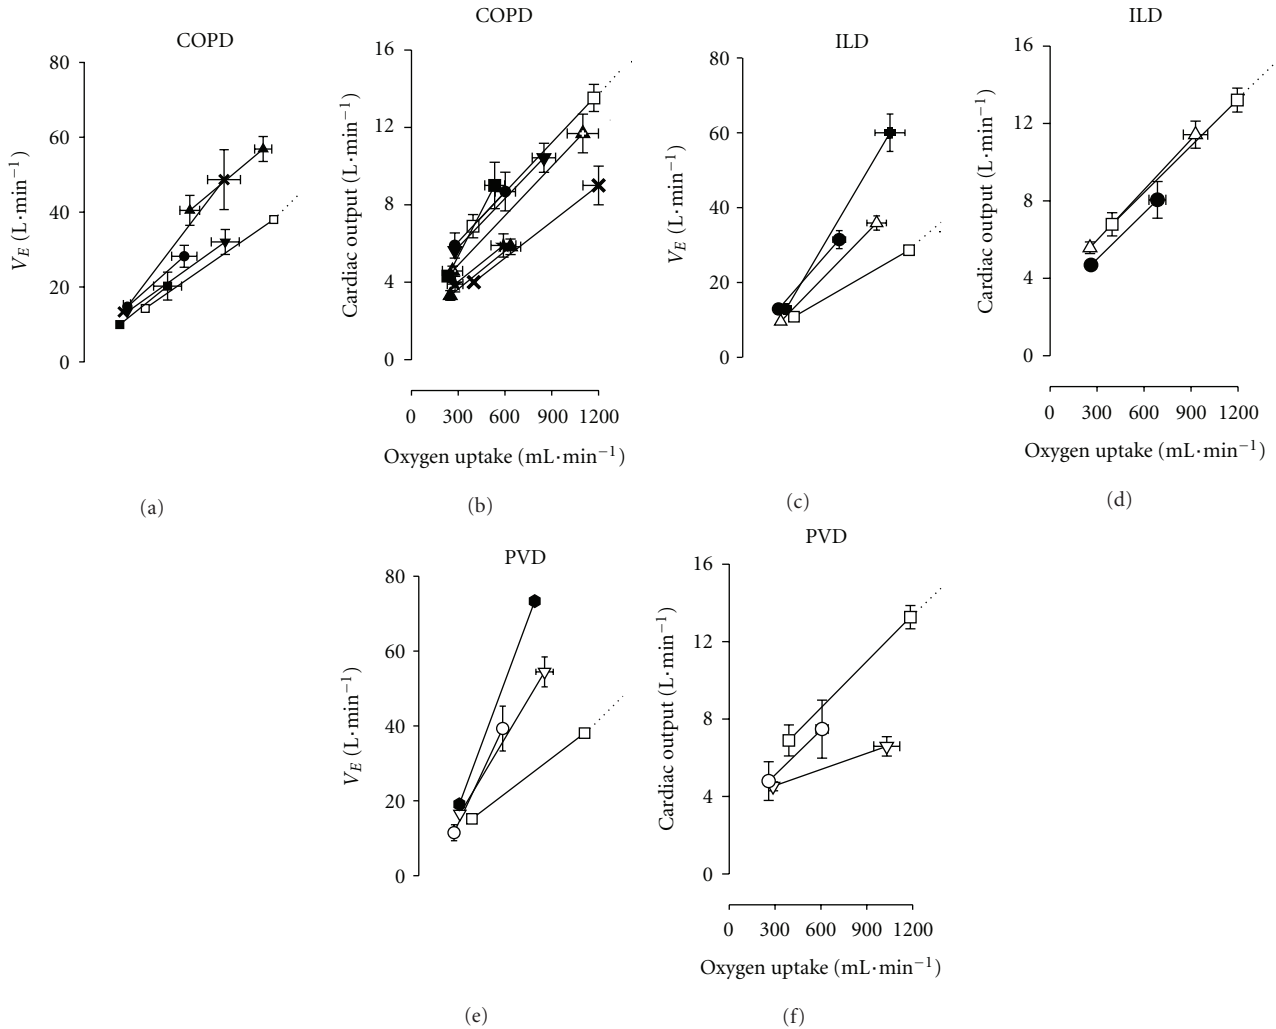 COPD
80
60
40
20
0
V_E (L·min⁻¹)
(a)
COPD
16
12
8
4
0
Cardiac output (L·min⁻¹)
0 300 600 900 1200
Oxygen uptake (mL·min⁻¹)
(b)
ILD
80
60
40
20
0
V_E (L·min⁻¹)
(c)
ILD
16
12
8
4
0
Cardiac output (L·min⁻¹)
0 300 600 900 1200
Oxygen uptake (mL·min⁻¹)
(d)
PVD
80
60
40
20
0
V_E (L·min⁻¹)
(e)
PVD
16
12
8
4
0
Cardiac output (L·min⁻¹)
0 300 600 900 1200
Oxygen uptake (mL·min⁻¹)
(f)